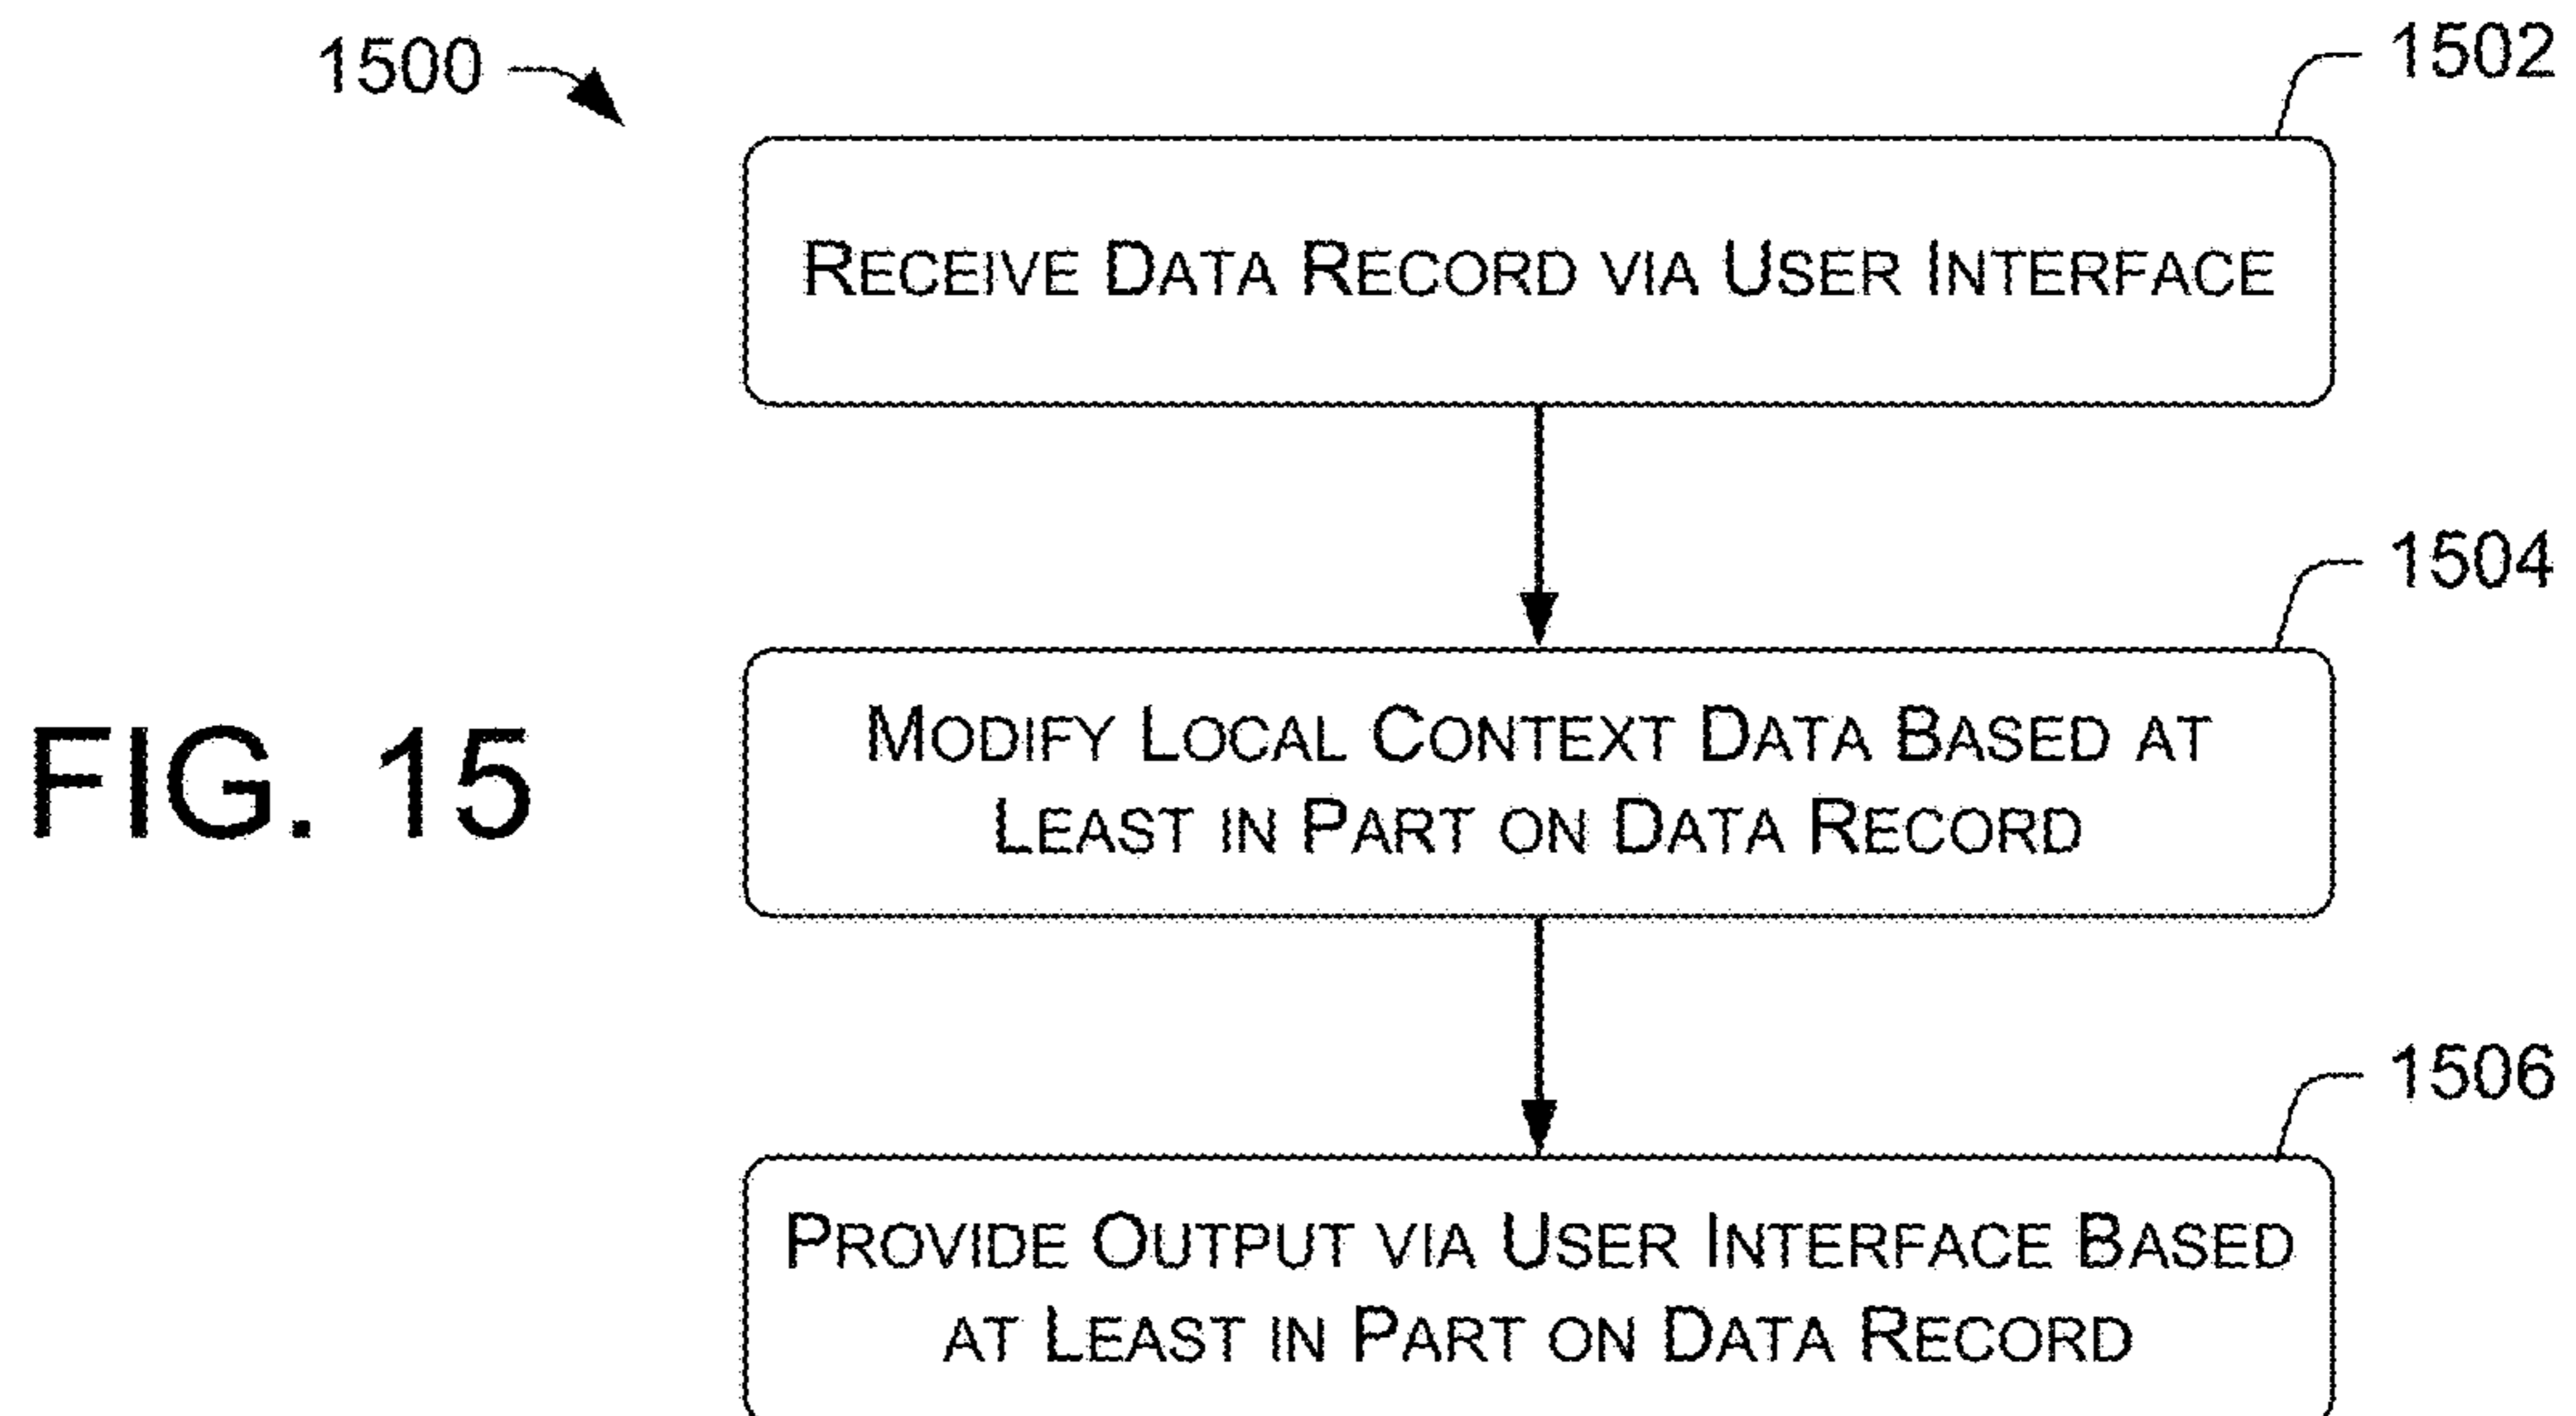 1500
1502
RECEIVE DATA RECORD VIA USER INTERFACE
1504
MODIFY LOCAL CONTEXT DATA BASED AT
LEAST IN PART ON DATA RECORD
FIG. 15
1506
PROVIDE OUTPUT VIA USER INTERFACE BASED
AT LEAST IN PART ON DATA RECORD